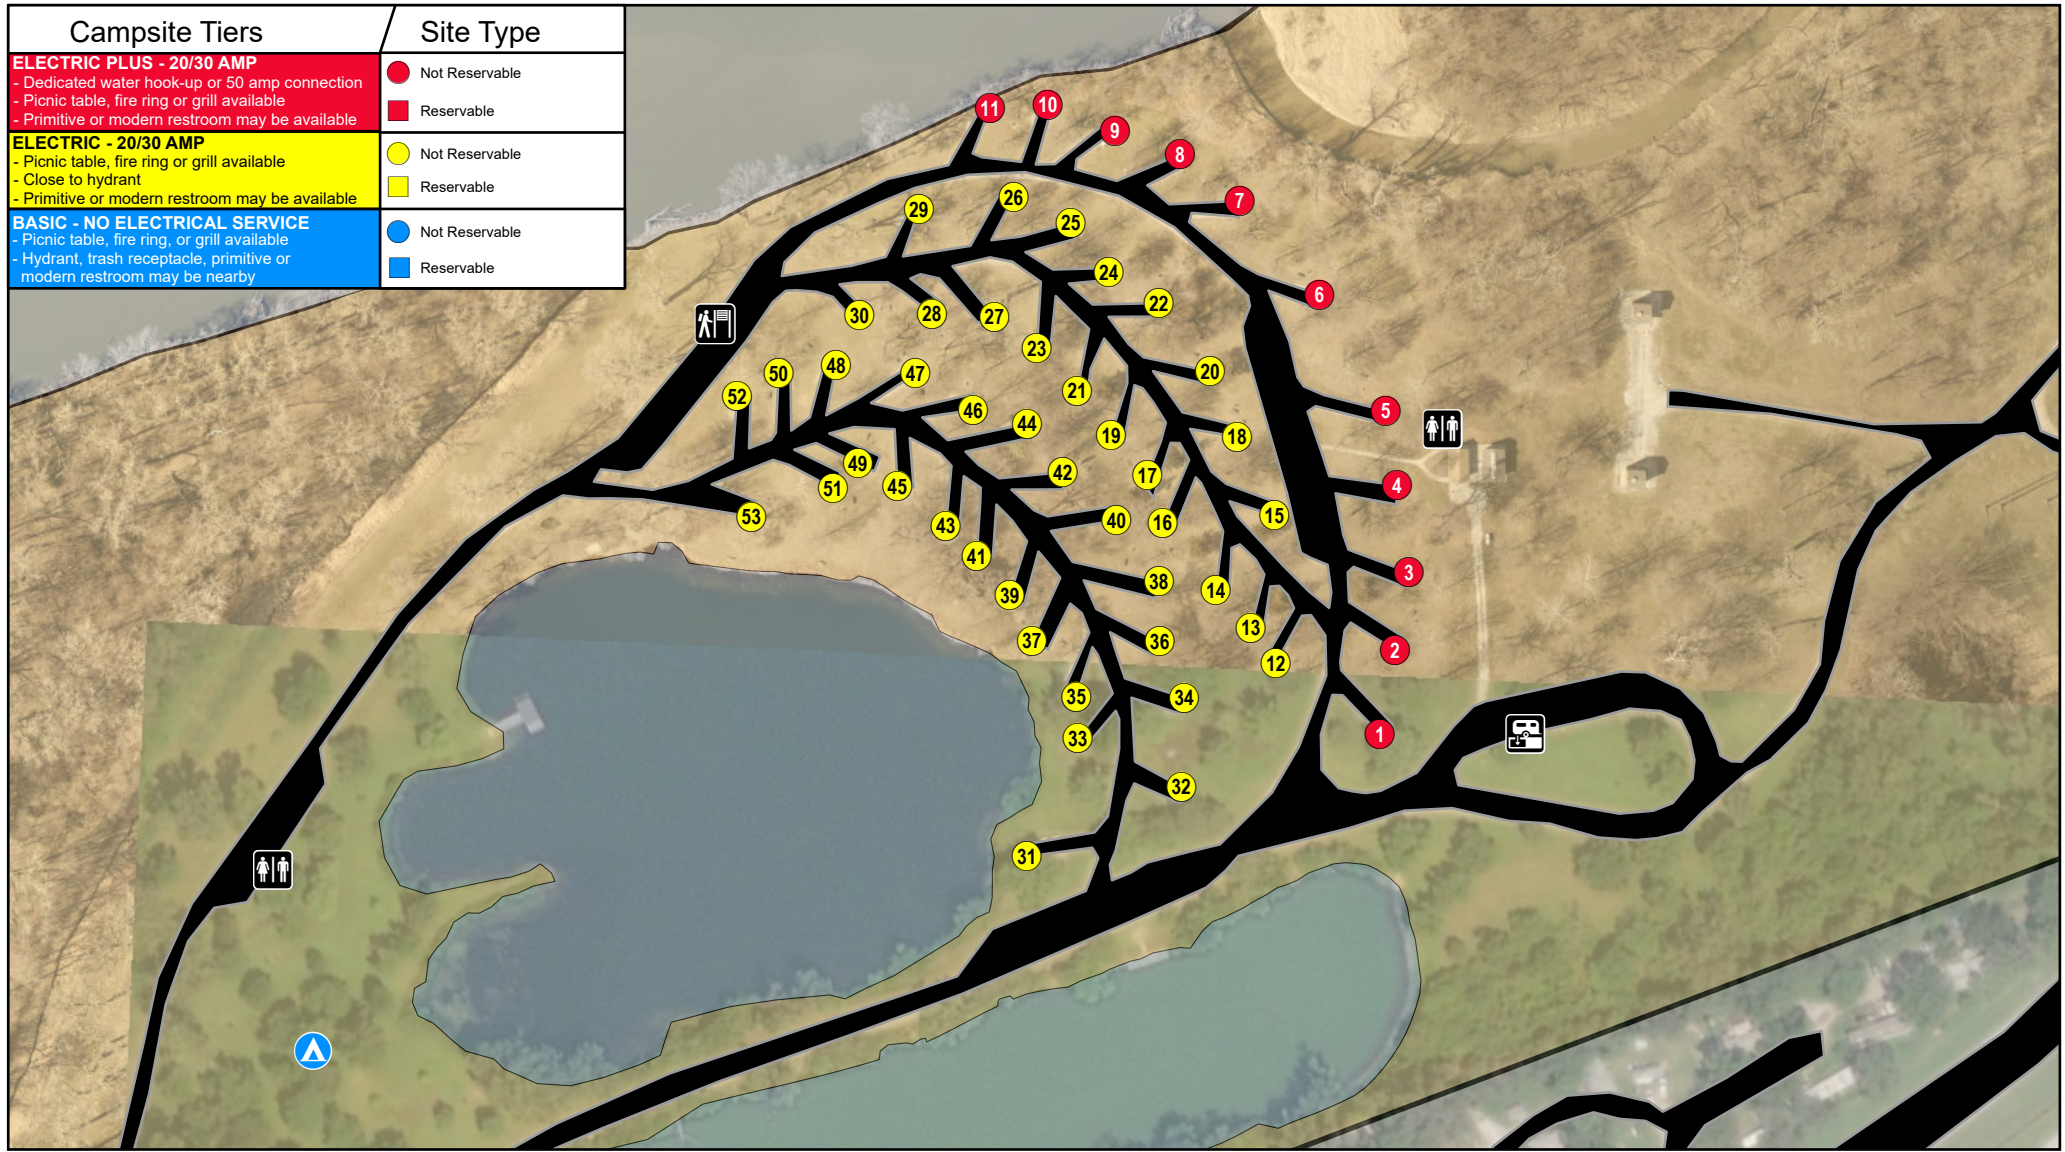 Campsite Tiers
Site Type
ELECTRIC PLUS - 20/30 AMP
- Dedicated water hook-up or 50 amp connection
- Picnic table, fire ring or grill available
- Primitive or modern restroom may be available
Not Reservable
Reservable
ELECTRIC - 20/30 AMP
- Picnic table, fire ring or grill available
- Close to hydrant
- Primitive or modern restroom may be available
Not Reservable
Reservable
BASIC - NO ELECTRICAL SERVICE
- Picnic table, fire ring, or grill available
- Hydrant, trash receptacle, primitive or
modern restroom may be nearby
Not Reservable
Reservable
11
10
9
8
7
26
29
25
24
6
22
30
28
27
23
48
20
50
47
21
52
46
5
44
19
18
49
42
17
4
51
45
15
53
40
16
43
41
3
38
14
39
13
37
36
2
12
35
34
1
33
32
31